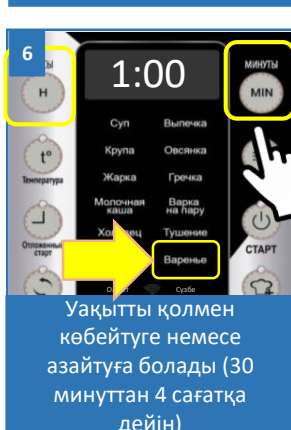 6
МИНУТЫ
1:00
H
MIN
Суп Выпечка
Крупа Овсянка
t°
Температура
Жарка Гречка
Молочная каша
Варка на пару
Тушение
Отложенный старт
СТАРТ
Варенье
Сүзбе
Уақытты қолмен
көбейтуге немесе
азайтуға болады (30
минуттан 4 сағатқа
дейін)